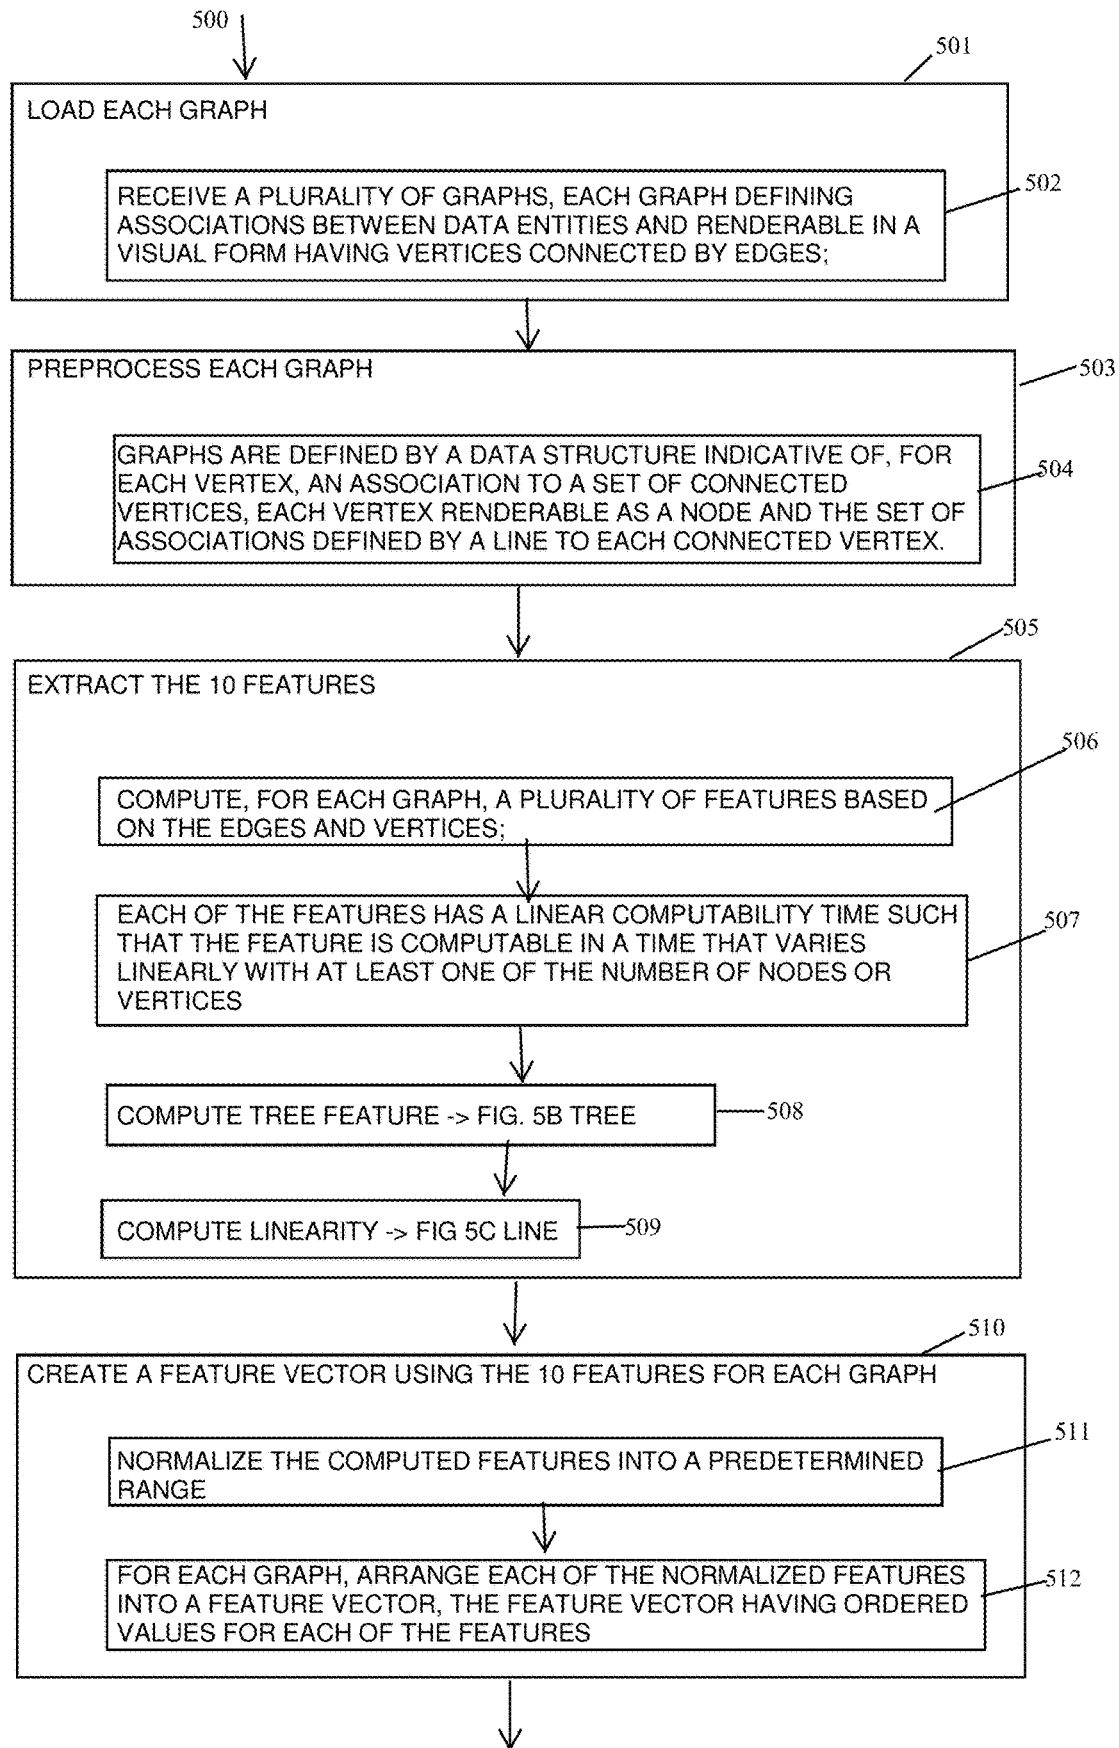 500
501
LOAD EACH GRAPH
RECEIVE A PLURALITY OF GRAPHS, EACH GRAPH DEFINING
ASSOCIATIONS BETWEEN DATA ENTITIES AND RENDERABLE IN A
VISUAL FORM HAVING VERTICES CONNECTED BY EDGES;
502
PREPROCESS EACH GRAPH
503
GRAPHS ARE DEFINED BY A DATA STRUCTURE INDICATIVE OF, FOR
EACH VERTEX, AN ASSOCIATION TO A SET OF CONNECTED
VERTICES, EACH VERTEX RENDERABLE AS A NODE AND THE SET OF
ASSOCIATIONS DEFINED BY A LINE TO EACH CONNECTED VERTEX.
504
505
EXTRACT THE 10 FEATURES
506
COMPUTE, FOR EACH GRAPH, A PLURALITY OF FEATURES BASED
ON THE EDGES AND VERTICES;
EACH OF THE FEATURES HAS A LINEAR COMPUTABILITY TIME SUCH
THAT THE FEATURE IS COMPUTABLE IN A TIME THAT VARIES
LINEARLY WITH AT LEAST ONE OF THE NUMBER OF NODES OR
VERTICES
507
COMPUTE TREE FEATURE -> FIG. 5B TREE
508
COMPUTE LINEARITY -> FIG 5C LINE
509
510
CREATE A FEATURE VECTOR USING THE 10 FEATURES FOR EACH GRAPH
511
NORMALIZE THE COMPUTED FEATURES INTO A PREDETERMINED
RANGE
FOR EACH GRAPH, ARRANGE EACH OF THE NORMALIZED FEATURES
INTO A FEATURE VECTOR, THE FEATURE VECTOR HAVING ORDERED
VALUES FOR EACH OF THE FEATURES
512